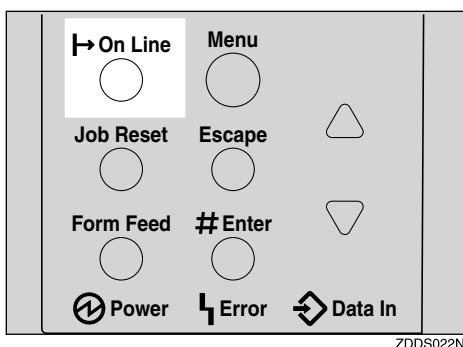 On Line Menu
Job Reset Escape
Form Feed # Enter
Power Error Data In
ZDDS022N